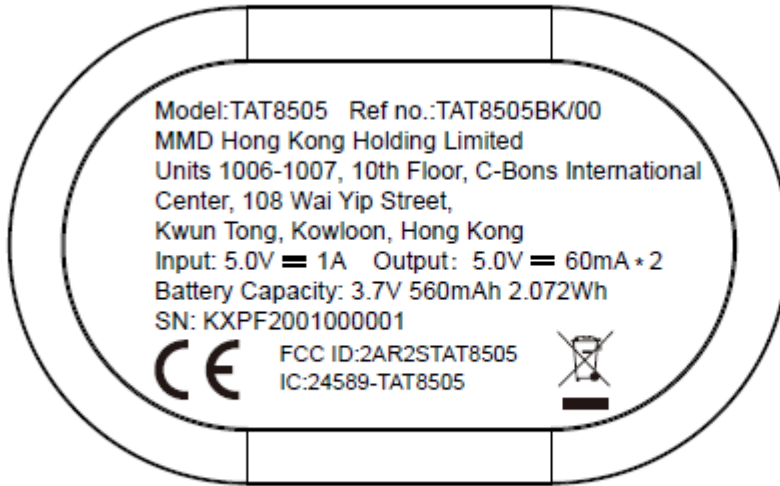 Model:TAT8505 Ref no.:TAT8505BK/00
MMD Hong Kong Holding Limited
Units 1006-1007, 10th Floor, C-Bons International
Center, 108 Wai Yip Street,
Kwun Tong, Kowloon, Hong Kong
Input: 5.0V ⎓ 1A Output: 5.0V ⎓ 60mA*2
Battery Capacity: 3.7V 560mAh 2.072Wh
SN: KXPF2001000001
CE FCC ID:2AR2STAT8505
IC:24589-TAT8505